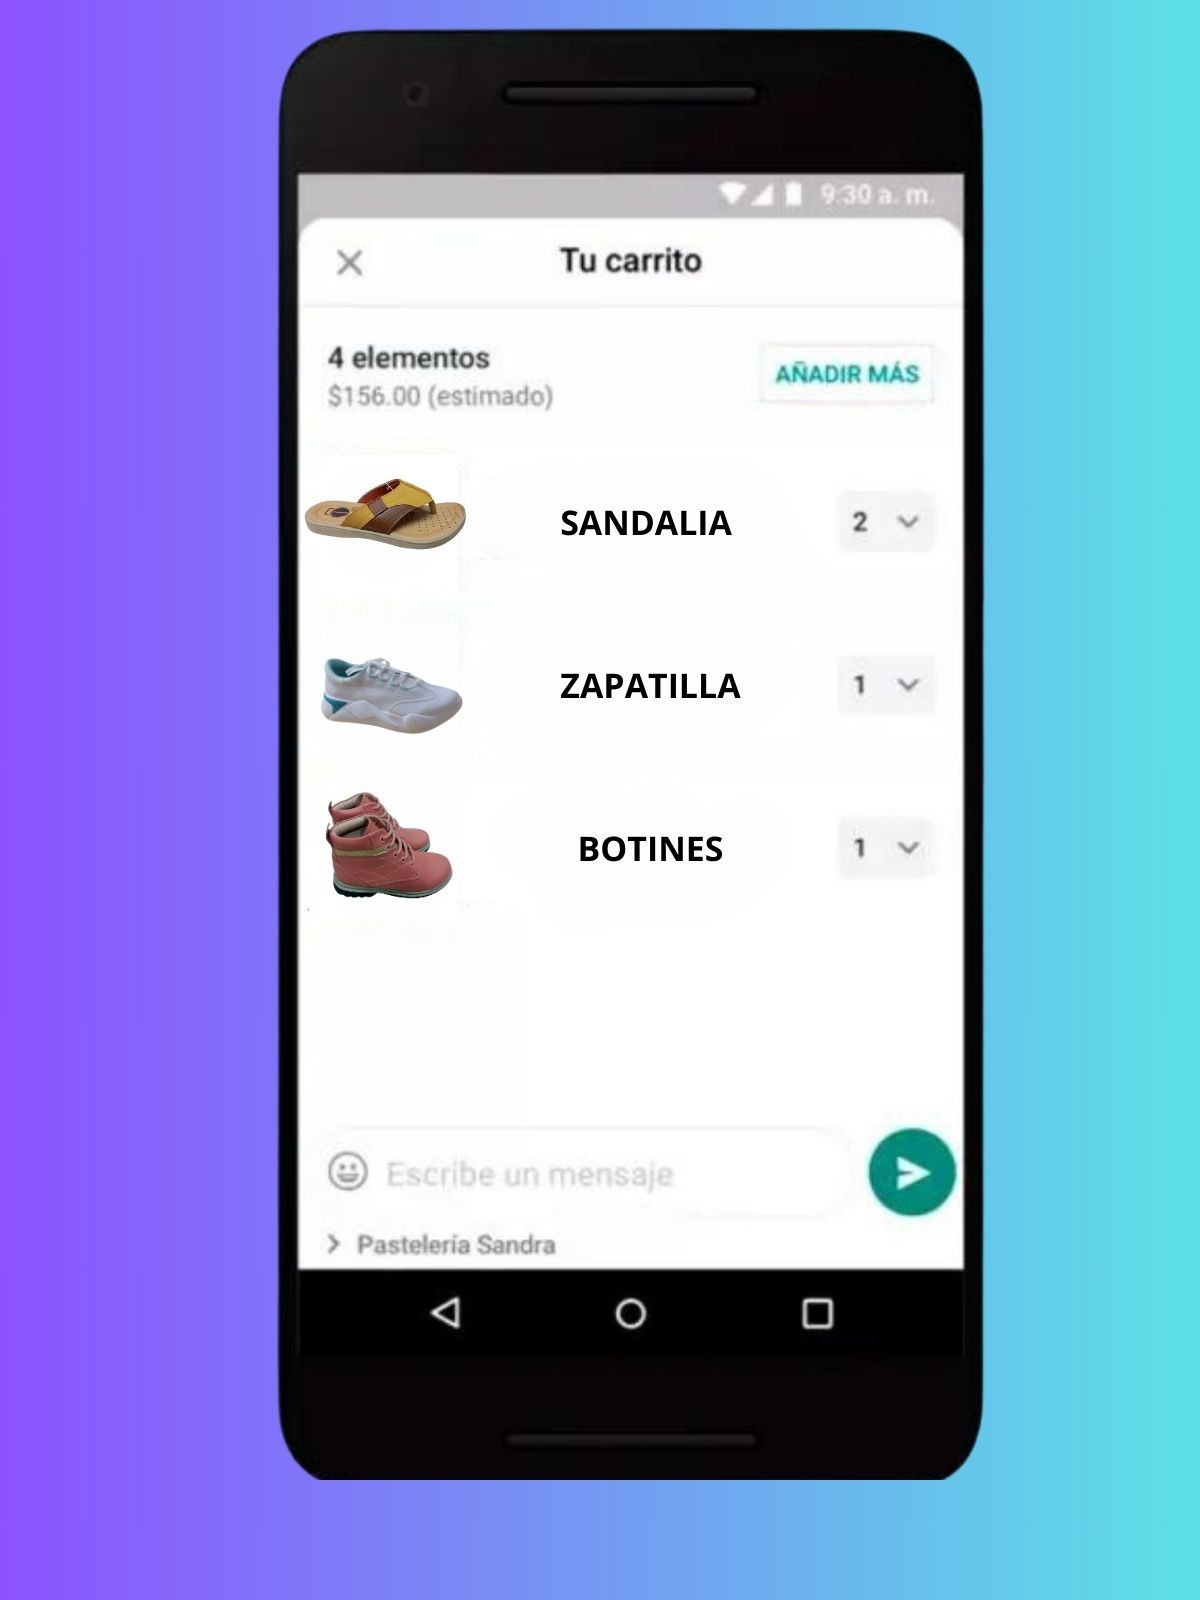 9:30 a. m.
Tu carrito
4 elementos
$156.00 (estimado)
AÑADIR MÁS
SANDALIA
2
ZAPATILLA
1
BOTINES
1
Escribe un mensaje
Pastelería Sandra